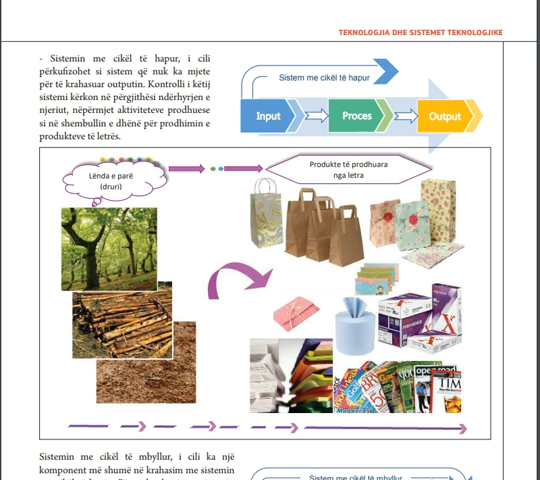 TEKNOLOGJIA DHE SISTEMET TEKNOLOGJIKE
- Sistemin me cikël të hapur, i cili
përkufizohet si sistem që nuk ka mjete
për të krahasuar outputin. Kontrolli i këtij
sistemi kërkon në përgjithësi ndërhyrjen e
njeriut, nëpërmjet aktiviteteve prodhuese
si në shembullin e dhënë për prodhimin e
produkteve të letrës.
Sistem me cikël të hapur
Input
Proces
Output
Lënda e parë
(druri)
Produkte të prodhuara
nga letra
open road
TIM
Sistemin me cikël të mbyllur, i cili ka një
komponent më shumë në krahasim me sistemin
Sistem me cikël të mbyllur